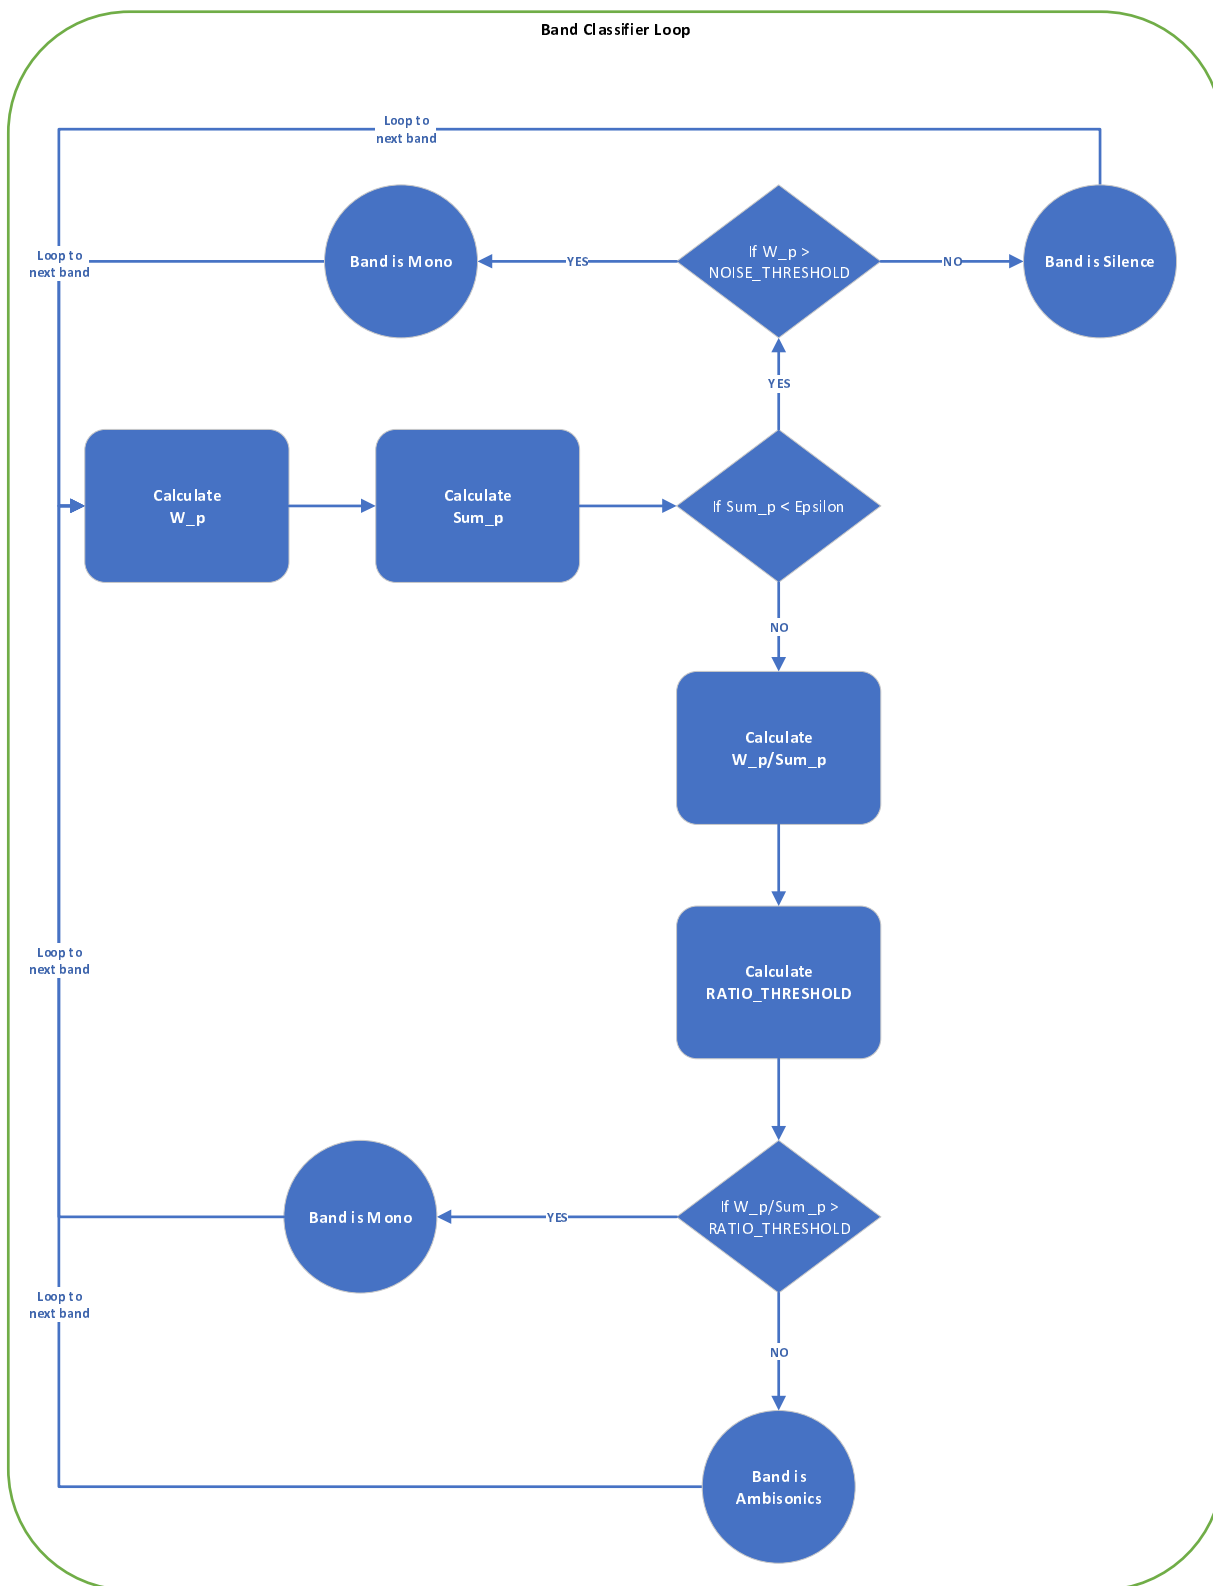 Band Classifier Loop
Loop to
next band
Loop to
next band
Band is Mono
YES
If W_p >
NOISE_THRESHOLD
NO
Band is Silence
YES
Calculate
W_p
Calculate
Sum_p
If Sum_p < Epsilon
NO
Calculate
W_p/Sum_p
Loop to
next band
Calculate
RATIO_THRESHOLD
Band is Mono
YES
If W_p/Sum_p >
RATIO_THRESHOLD
Loop to
next band
NO
Band is
Ambisonics